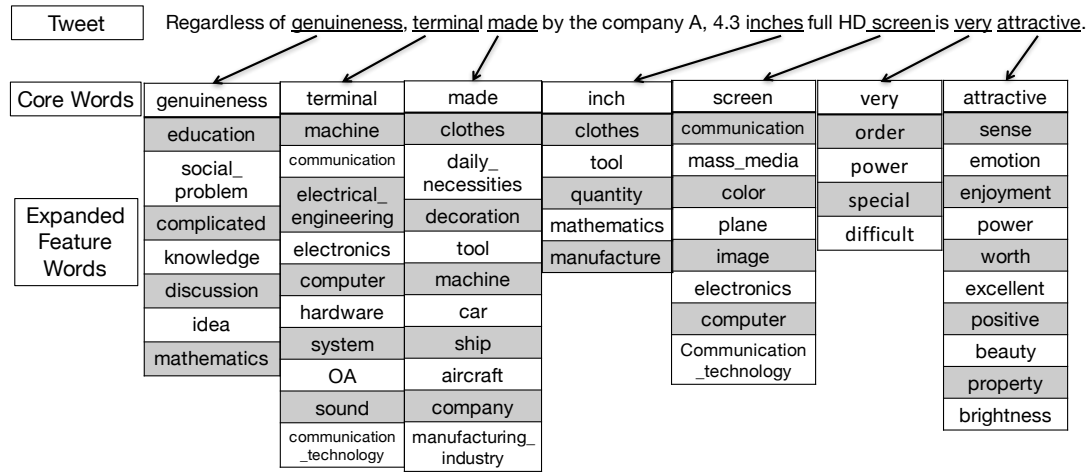 Tweet
Regardless of genuineness, terminal made by the company A, 4.3 inches full HD screen is very attractive.
Core Words
genuineness
terminal
made
inch
screen
very
attractive
Expanded
Feature
Words
education
social_
problem
complicated
knowledge
discussion
idea
mathematics
machine
communication
electrical_
engineering
electronics
computer
hardware
system
OA
sound
communication
_technology
clothes
daily_
necessities
decoration
tool
machine
car
ship
aircraft
company
manufacturing_
industry
clothes
tool
quantity
mathematics
manufacture
communication
mass_media
color
plane
image
electronics
computer
Communication
_technology
order
power
special
difficult
sense
emotion
enjoyment
power
worth
excellent
positive
beauty
property
brightness